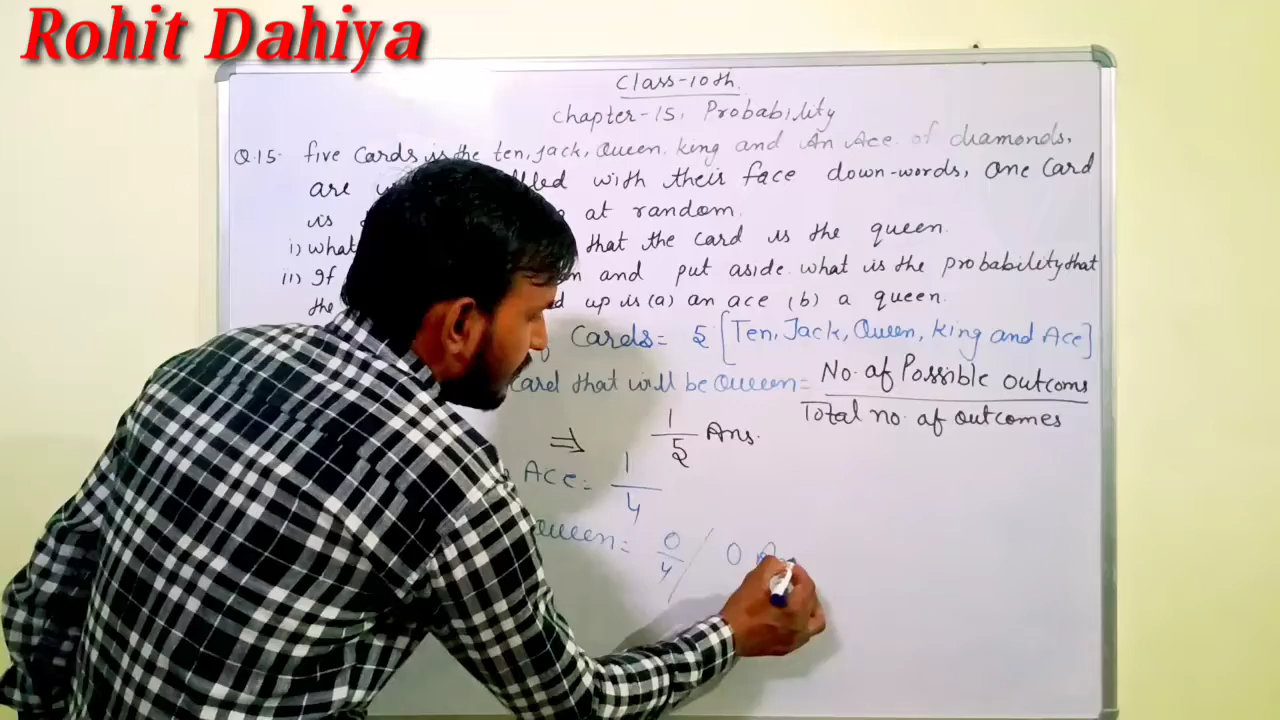 Rohit Dahiya
Class-10th.
Chapter-15, Probability
Q.15. five Cards is the ten, Jack, Queen, king and An Ace of diamonds,
are with their face down-words, One Card
is at random.
i) what that the card is the queen.
ii) If and put aside. what is the probability that
the up is (a) an ace (b) a queen.
Cards = 5 [Ten, Jack, Queen, king and Ace]
card that will be Queen = No. of Possible outcoms
Total no. of outcomes
⇒ 1/5 Ans.
Ace = 1/4
Queen = 0/4 / 0